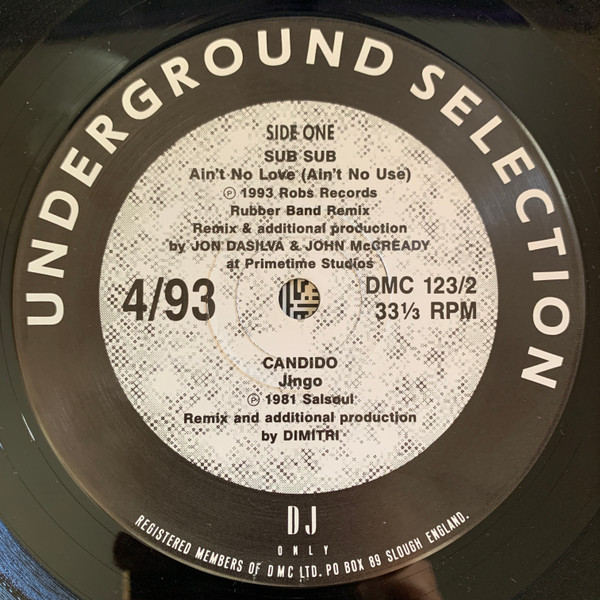 UNDERGROUND SELECTION
SIDE ONE
SUB SUB
Ain't No Love (Ain't No Use)
℗ 1993 Robs Records
Rubber Band Remix
Remix & additional production
by JON DASILVA & JOHN McCREADY
at Primetime Studios
4/93
DMC 123/2
33⅓ RPM
CANDIDO
Jingo
℗ 1981 Salsoul
Remix and additional production
by DIMITRI
DJ
ONLY
REGISTERED MEMBERS OF DMC LTD. PO BOX 89 SLOUGH ENGLAND.